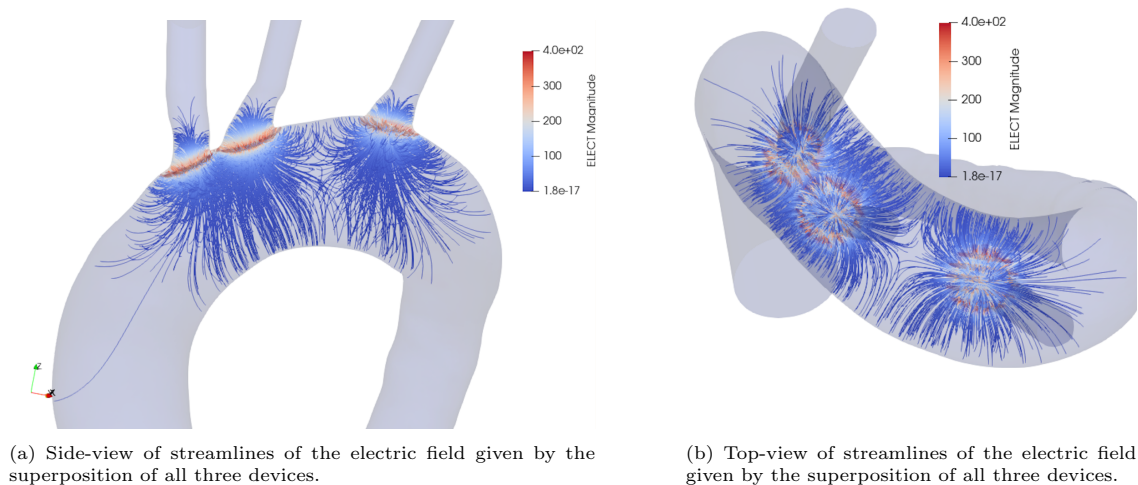 4.0e+02
300
200
100
1.8e-17
ELECT Magnitude
Z
X
4.0e+02
300
200
100
1.8e-17
ELECT Magnitude
(a) Side-view of streamlines of the electric field given by the
superposition of all three devices.
(b) Top-view of streamlines of the electric field
given by the superposition of all three devices.